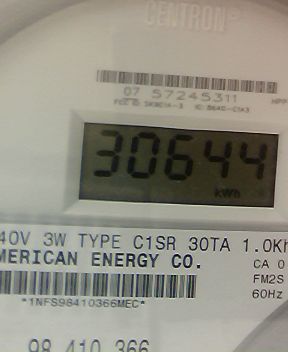 CENTRON®
07 57245311
30644
kWh
40V 3W TYPE C1SR 30TA 1.0Kh
MERICAN ENERGY CO.
CA 0
FM2S
*1NFS98410366MEC*
60Hz
98 410 366